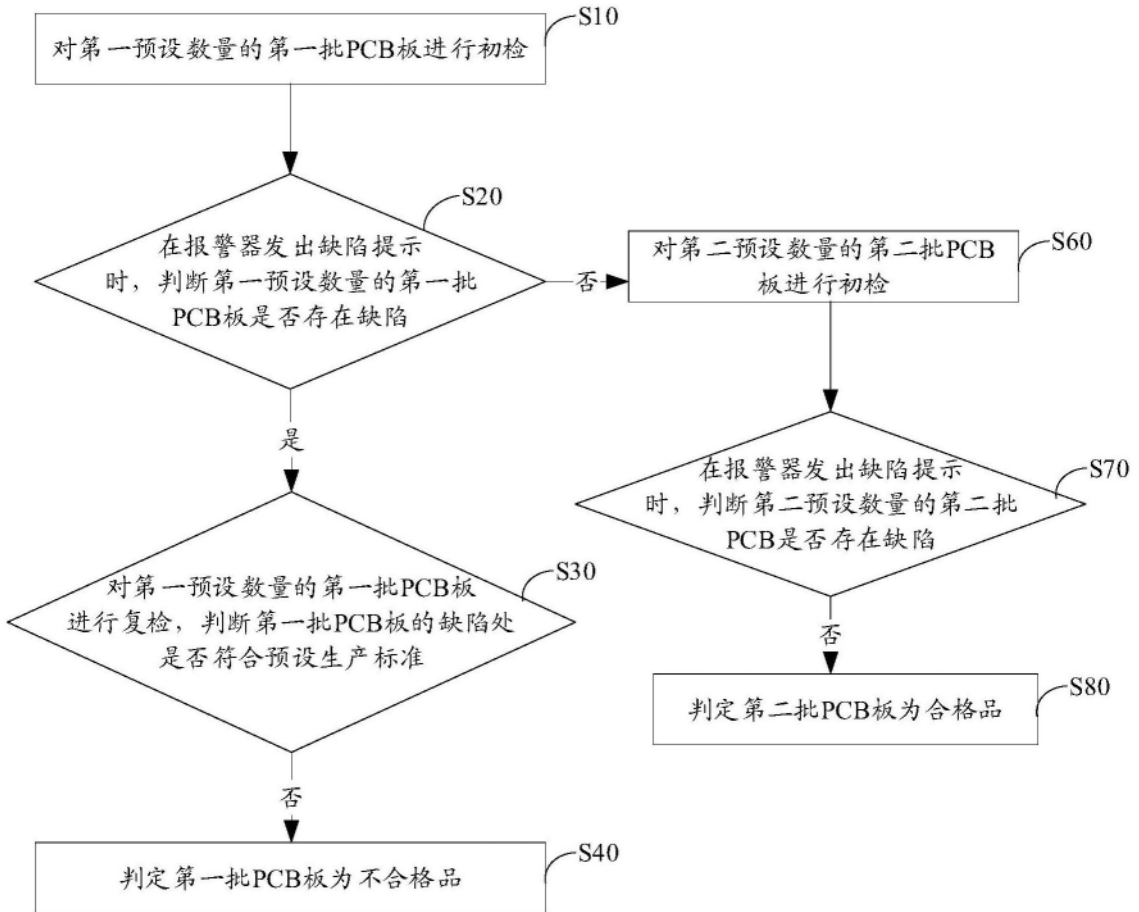 S10
对第一预设数量的第一批PCB板进行初检
S20
在报警器发出缺陷提示
时，判断第一预设数量的第一批
PCB板是否存在缺陷
否
S60
对第二预设数量的第二批PCB
板进行初检
是
S70
在报警器发出缺陷提示
时，判断第二预设数量的第二批
PCB是否存在缺陷
S30
对第一预设数量的第一批PCB板
进行复检，判断第一批PCB板的缺陷处
是否符合预设生产标准
否
S80
判定第二批PCB板为合格品
否
S40
判定第一批PCB板为不合格品